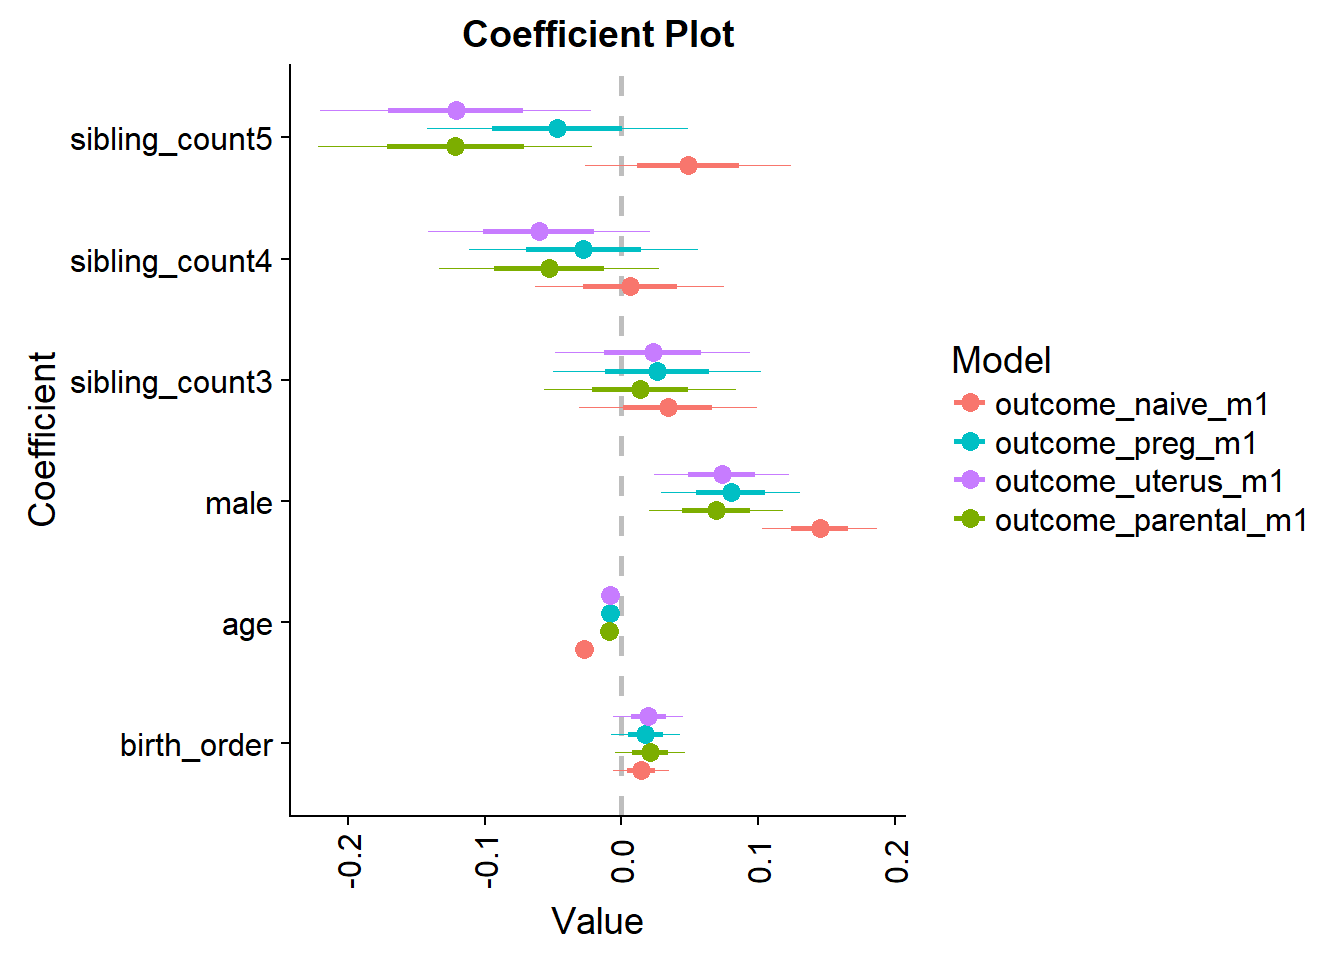 Coefficient Plot
sibling_count5
sibling_count4
sibling_count3
male
age
birth_order
Coefficient
-0.2
-0.1
0.0
0.1
0.2
Value
Model
outcome_naive_m1
outcome_preg_m1
outcome_uterus_m1
outcome_parental_m1